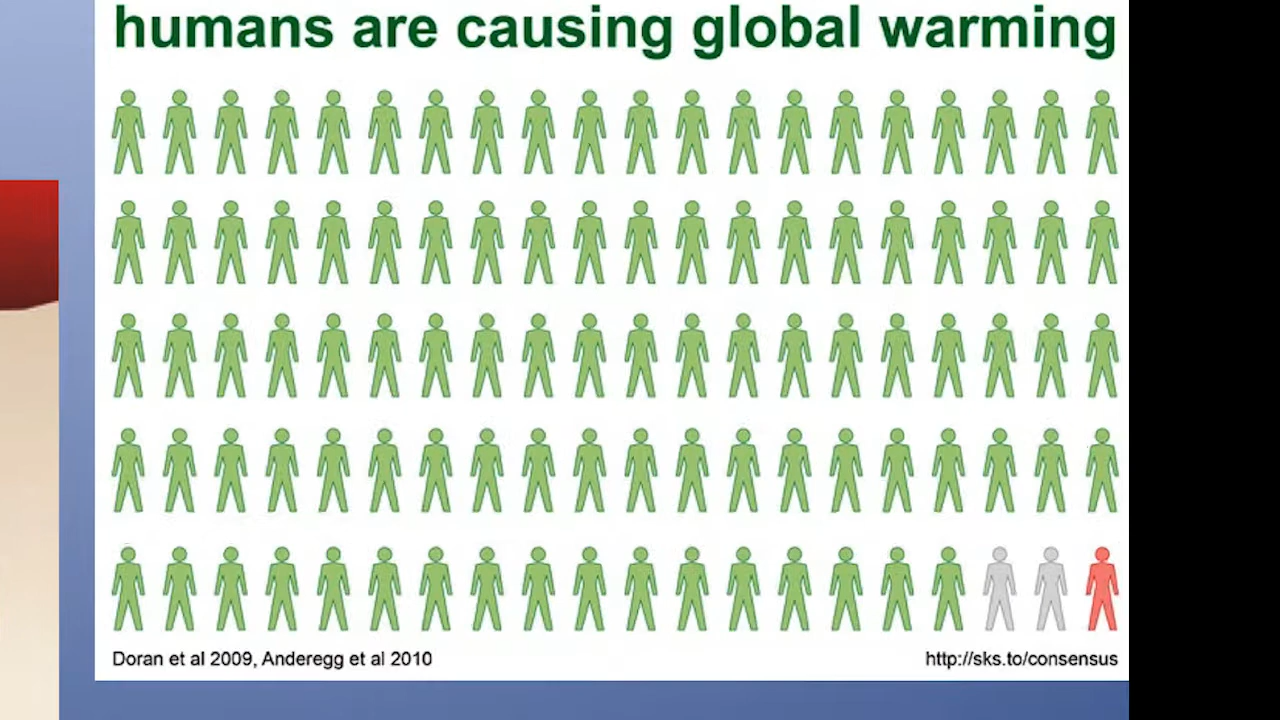 humans are causing global warming
Doran et al 2009, Anderegg et al 2010
http://sks.to/consensus